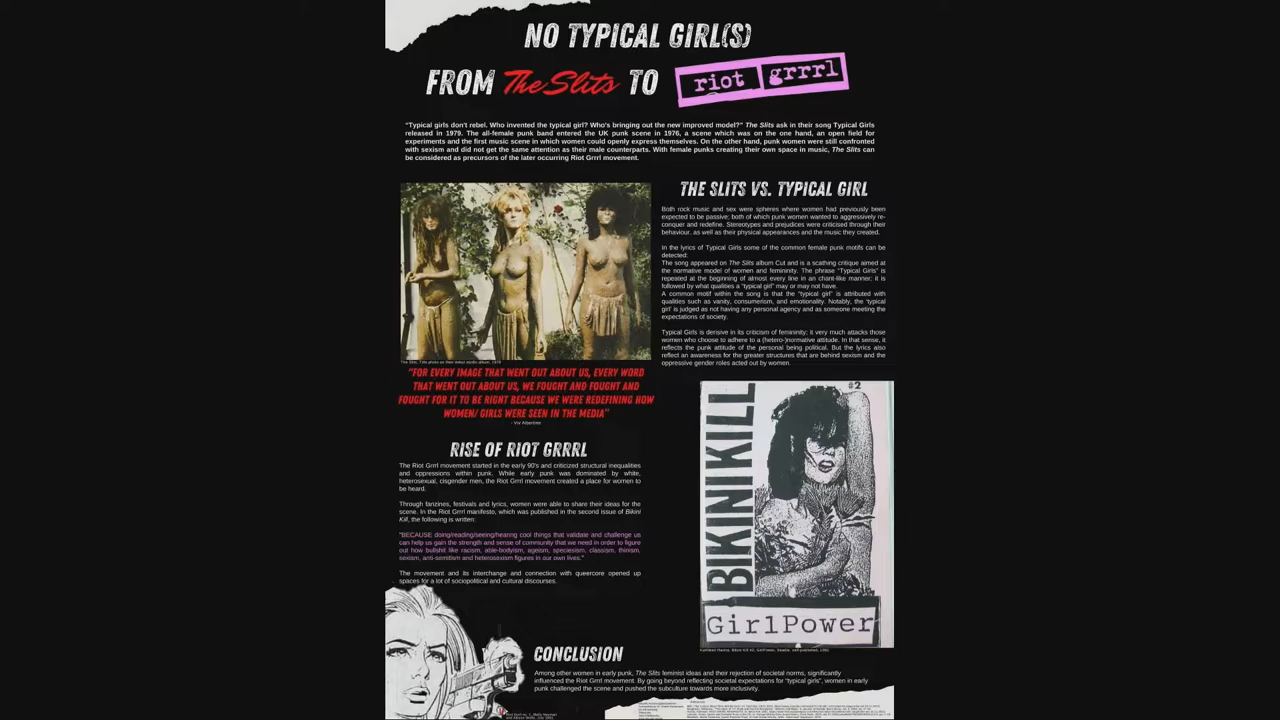 NO TYPICAL GIRL(S)
FROM The Slits TO riot grrrl
"Typical girls don't rebel. Who invented the typical girl? Who's bringing out the new improved model?" The Slits ask in their song Typical Girls
released in 1979. The all-female punk band entered the UK punk scene in 1976, a scene which was on the one hand, an open field for
experiments and the first music scene in which women could openly express themselves. On the other hand, punk women were still confronted
with sexism and did not get the same attention as their male counterparts. With female punks creating their own space in music, The Slits can
be considered as precursors of the later occurring Riot Grrrl movement.
THE SLITS VS. TYPICAL GIRL
Both rock music and sex were spheres where women had previously been
expected to be passive; both of which punk women wanted to aggressively re-
conquer and redefine. Stereotypes and prejudices were criticised through their
behaviour, as well as their physical appearances and the music they created.
In the lyrics of Typical Girls some of the common female punk motifs can be
detected:
The song appeared on The Slits album Cut and is a scathing critique aimed at
the normative model of women and femininity. The phrase "Typical Girls" is
repeated at the beginning of almost every line in an chant-like manner; it is
followed by what qualities a "typical girl" may or may not have.
A common motif within the song is that the "typical girl" is attributed with
qualities such as vanity, consumerism, and emotionality. Notably, the 'typical
girl' is judged as not having any personal agency and as someone meeting the
expectations of society.
Typical Girls is derisive in its criticism of femininity; it very much attacks those
women who choose to adhere to a (hetero-)normative attitude. In that sense, it
reflects the punk attitude of the personal being political. But the lyrics also
reflect an awareness for the greater structures that are behind sexism and the
oppressive gender roles acted out by women.
The Slits, Title photo on their debut studio album, 1979
"FOR EVERY IMAGE THAT WENT OUT ABOUT US, EVERY WORD
THAT WENT OUT ABOUT US, WE FOUGHT AND FOUGHT AND
FOUGHT FOR IT TO BE RIGHT BECAUSE WE WERE REDEFINING HOW
WOMEN/ GIRLS WERE SEEN IN THE MEDIA"
- Viv Albertine
RISE OF RIOT GRRRL
The Riot Grrrl movement started in the early 90's and criticized structural inequalities
and oppressions within punk. While early punk was dominated by white,
heterosexual, cisgender men, the Riot Grrrl movement created a place for women to
be heard.
Through fanzines, festivals and lyrics, women were able to share their ideas for the
scene. In the Riot Grrrl manifesto, which was published in the second issue of Bikini
Kill, the following is written:
"BECAUSE doing/reading/seeing/hearing cool things that validate and challenge us
can help us gain the strength and sense of community that we need in order to figure
out how bullshit like racism, able-bodyism, ageism, speciesism, classism, thinism,
sexism, anti-semitism and heterosexism figures in our own lives."
The movement and its interchange and connection with queercore opened up
spaces for a lot of sociopolitical and cultural discourses.
#2
BIKINI KILL
GirlPower
Kathleen Hanna, Bikini Kill #2, GirlPower, Seattle, self-published, 1991
CONCLUSION
Among other women in early punk, The Slits feminist ideas and their rejection of societal norms, significantly
influenced the Riot Grrrl movement. By going beyond reflecting societal expectations for "typical girls", women in early
punk challenged the scene and pushed the subculture towards more inclusivity.